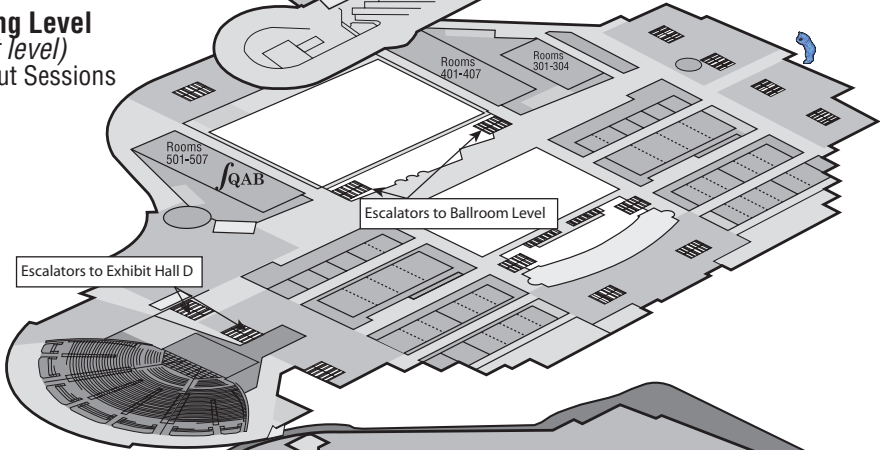 ng Level
level)
ut Sessions
Rooms
401-407
Rooms
301-304
Rooms
501-507
∫QAB
Escalators to Ballroom Level
Escalators to Exhibit Hall D